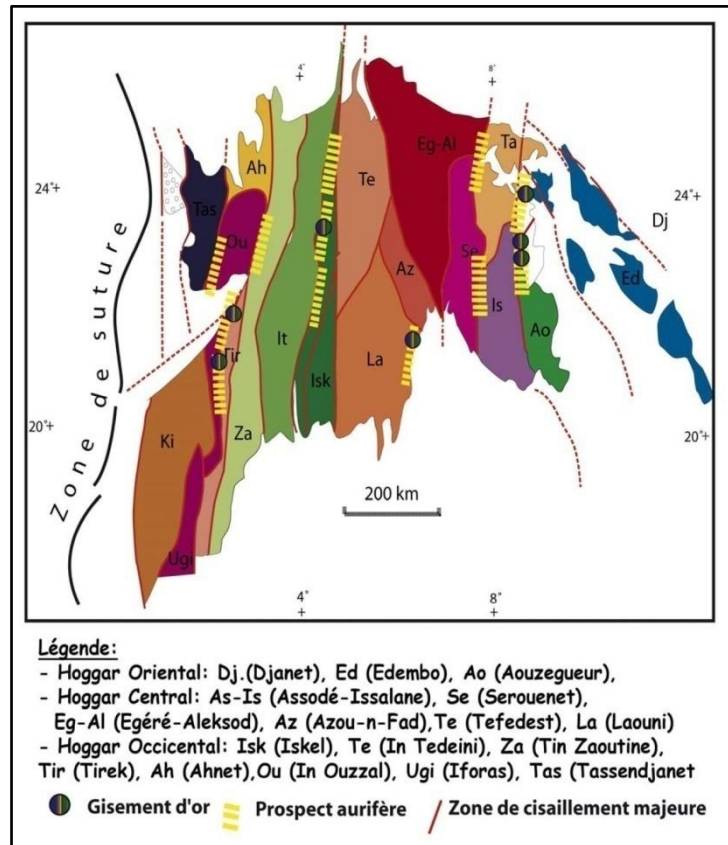 4°
+
8°
+
Eg-Al
Ta
Ah
Te
24°+
Tas
24°+
Dj
Ou
Se
Az
Ed
Is
It
Ao
Tir
La
Isk
20°+
Ki
Za
20°+
Zone de suture
200 km
Ugi
4°
+
8°
+
Légende:
- Hoggar Oriental: Dj.(Djanet), Ed (Edembo), Ao (Aouzegueur),
- Hoggar Central: As-Is (Assodé-Issalane), Se (Serouenet),
Eg-Al (Egéré-Aleksod), Az (Azou-n-Fad),Te (Tefedest), La (Laouni)
- Hoggar Occicental: Isk (Iskel), Te (In Tedeini), Za (Tin Zaoutine),
Tir (Tirek), Ah (Ahnet),Ou (In Ouzzal), Ugi (Iforas), Tas (Tassendjanet
Gisement d'or Prospect aurifère Zone de cisaillement majeure